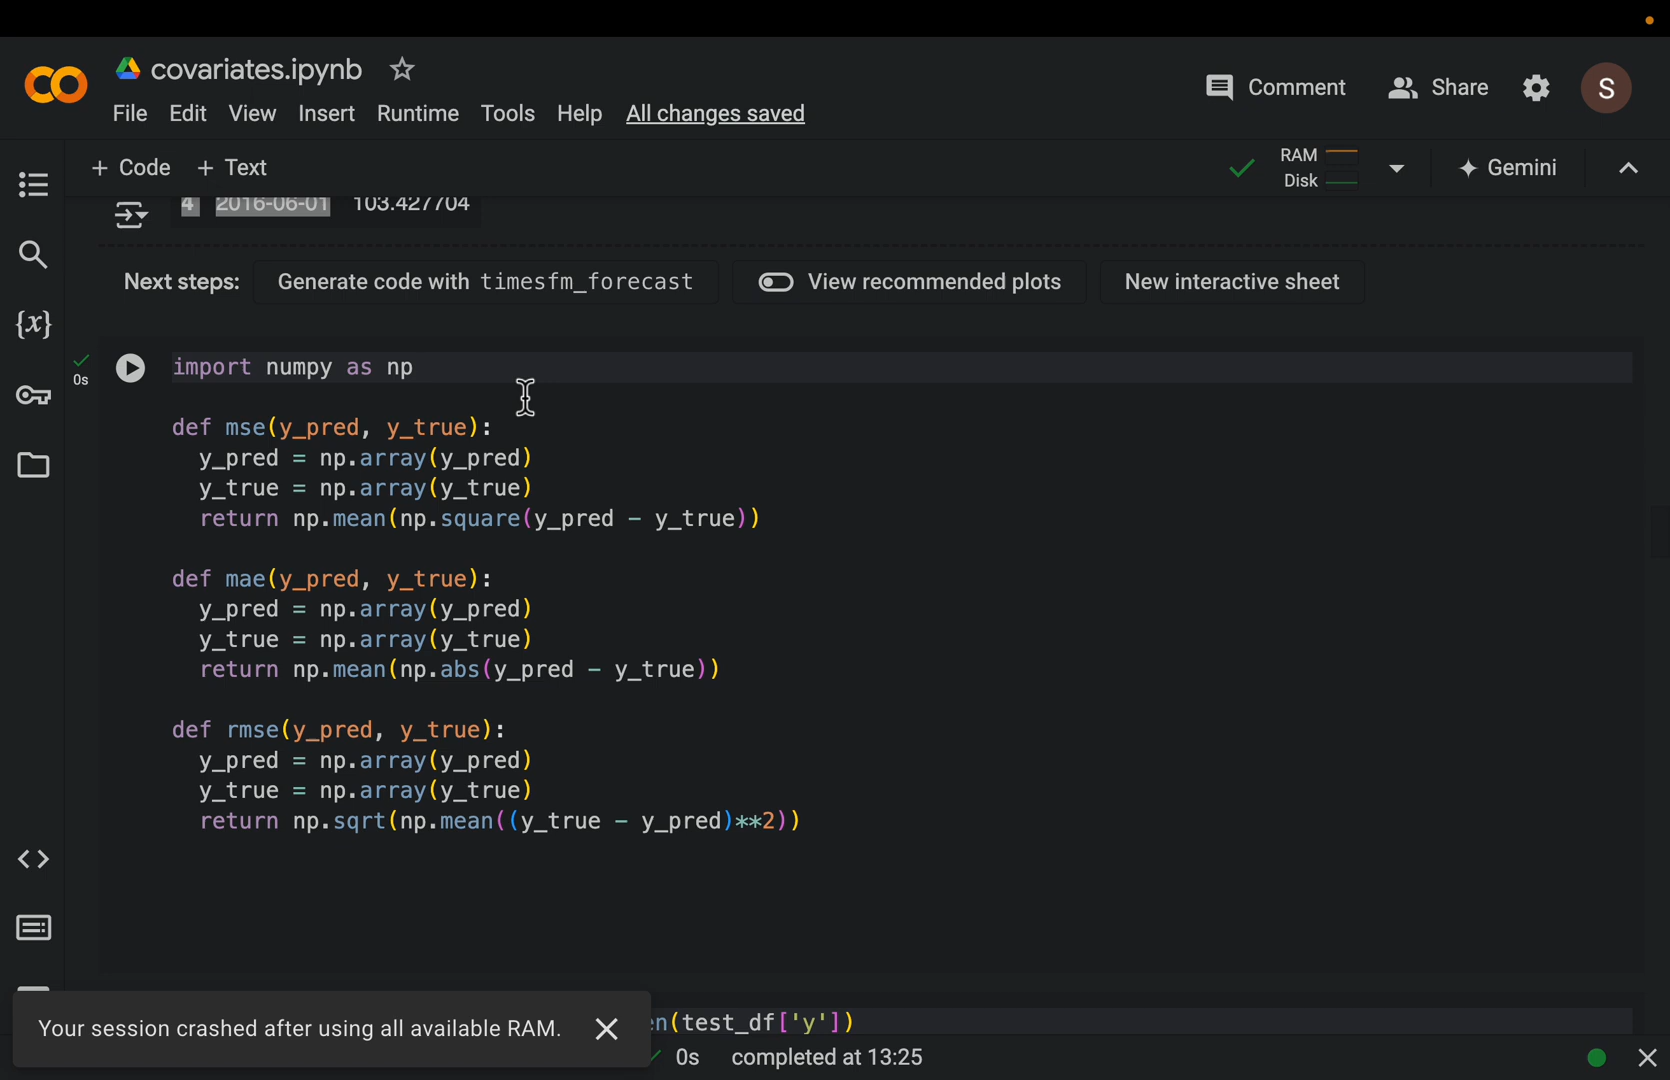 covariates.ipynb
File Edit View Insert Runtime Tools Help All changes saved
Comment Share S
+ Code + Text
RAM
Disk
Gemini
4 2016-06-01 103.427704
Next steps: Generate code with timesfm_forecast View recommended plots New interactive sheet
{x}
0s
import numpy as np
def mse(y_pred, y_true):
y_pred = np.array(y_pred)
y_true = np.array(y_true)
return np.mean(np.square(y_pred - y_true))
def mae(y_pred, y_true):
y_pred = np.array(y_pred)
y_true = np.array(y_true)
return np.mean(np.abs(y_pred - y_true))
def rmse(y_pred, y_true):
y_pred = np.array(y_pred)
y_true = np.array(y_true)
return np.sqrt(np.mean((y_true - y_pred)**2))
en(test_df['y'])
Your session crashed after using all available RAM.
0s completed at 13:25